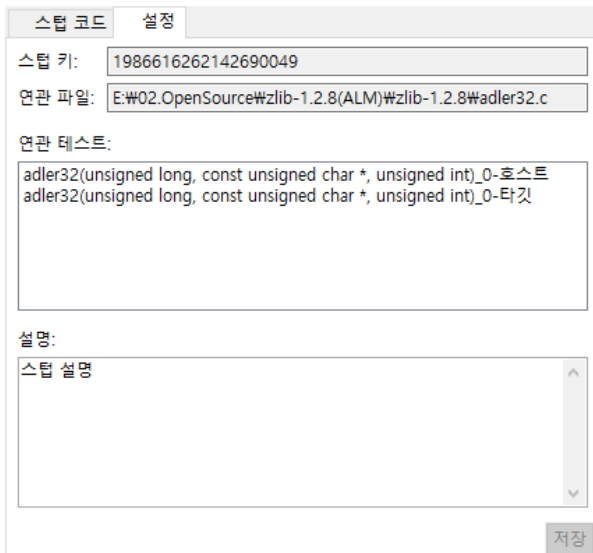 스텁 코드
설정
스텁 키: 1986616262142690049
연관 파일: E:₩02.OpenSource₩zlib-1.2.8(ALM)₩zlib-1.2.8₩adler32.c
연관 테스트:
adler32(unsigned long, const unsigned char *, unsigned int)_0-호스트
adler32(unsigned long, const unsigned char *, unsigned int)_0-타깃
설명:
스텁 설명
저장